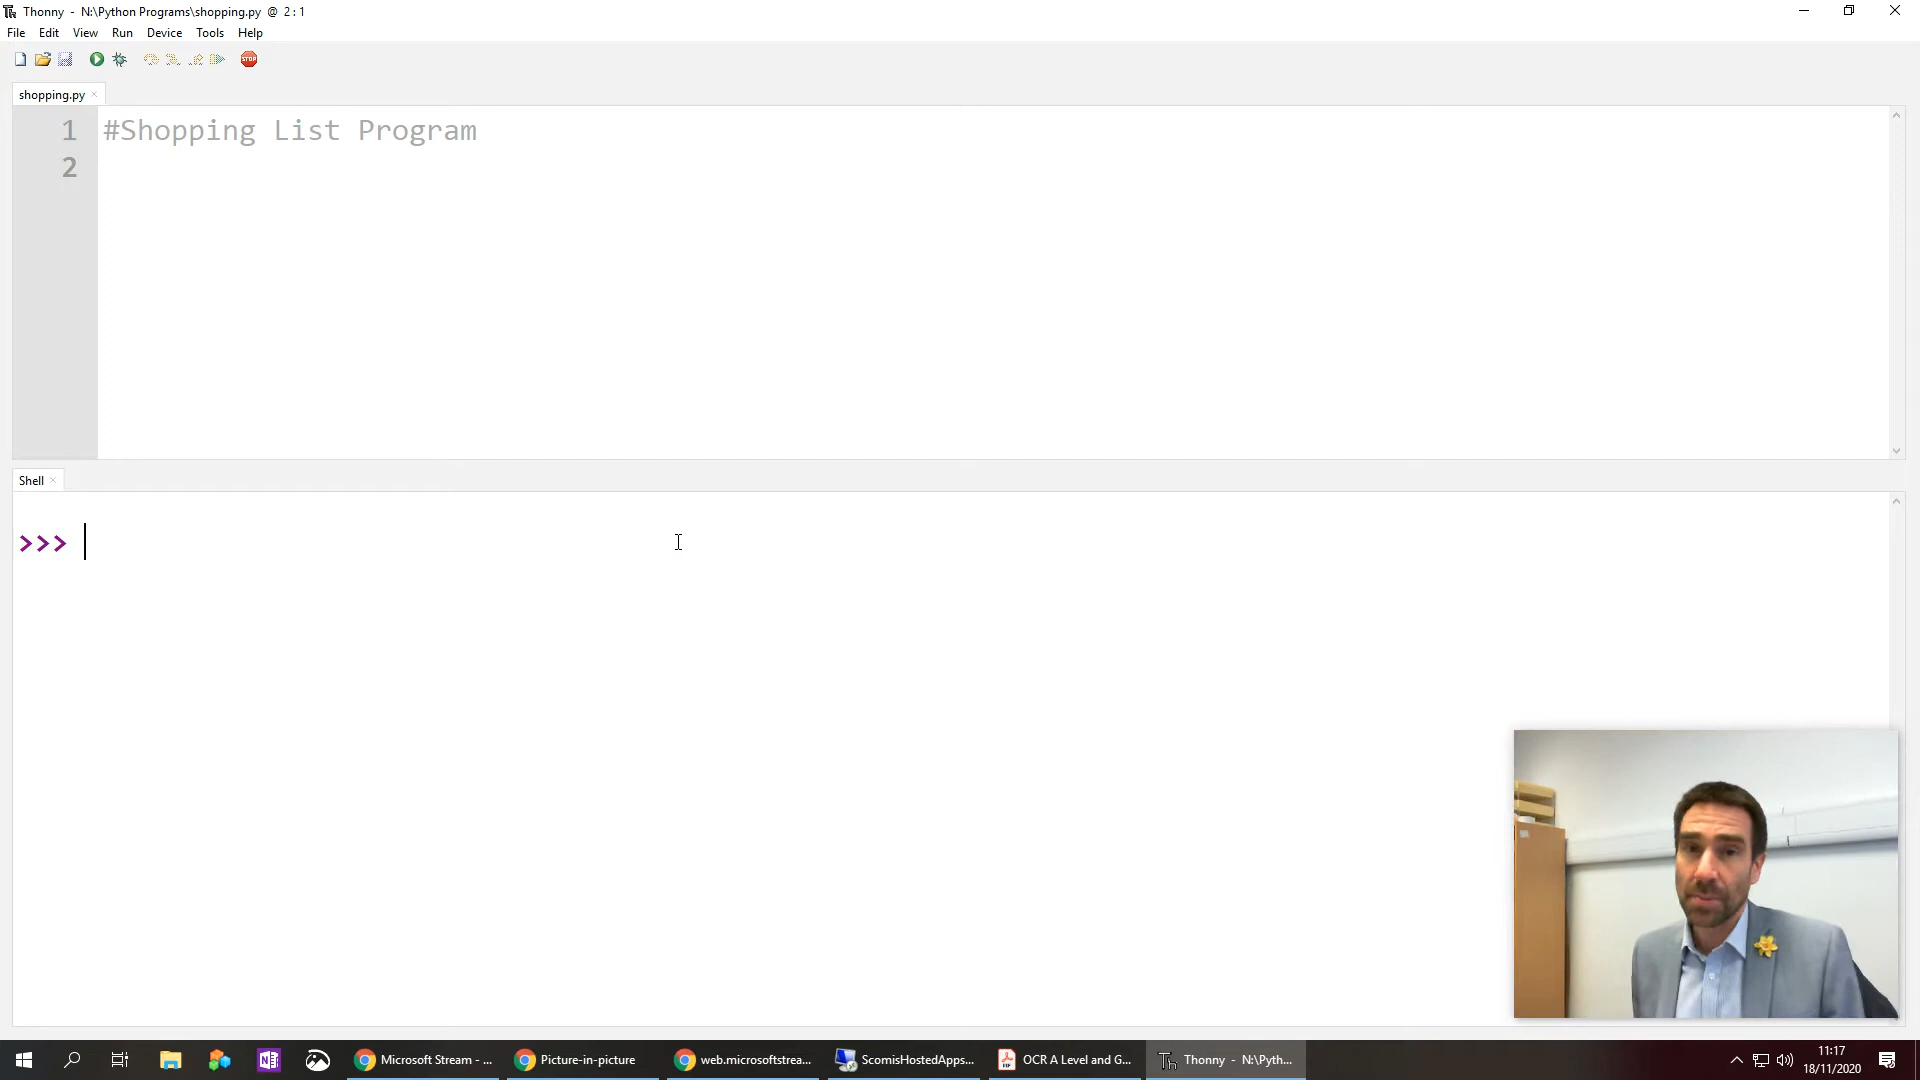 Thonny - N:\Python Programs\shopping.py @ 2 : 1
File Edit View Run Device Tools Help
STOP
shopping.py
1 #Shopping List Program
2
Shell
>>>
Microsoft Stream - ...
Picture-in-picture
web.microsoftstrea...
ScomisHostedApps...
OCR A Level and G...
Thonny - N:\Pyth...
11:17
18/11/2020